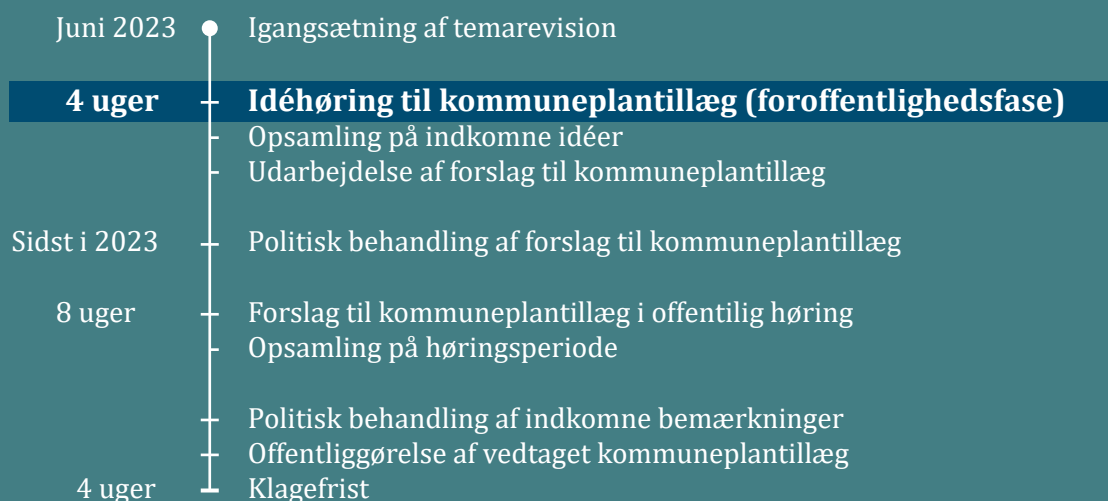 Juni 2023 Igangsætning af temarevision
4 uger Idéhøring til kommuneplantillæg (foroffentlighedsfase)
Opsamling på indkomne idéer
Udarbejdelse af forslag til kommuneplantillæg
Sidst i 2023 Politisk behandling af forslag til kommuneplantillæg
8 uger Forslag til kommuneplantillæg i offentilig høring
Opsamling på høringsperiode
Politisk behandling af indkomne bemærkninger
Offentliggørelse af vedtaget kommuneplantillæg
4 uger Klagefrist